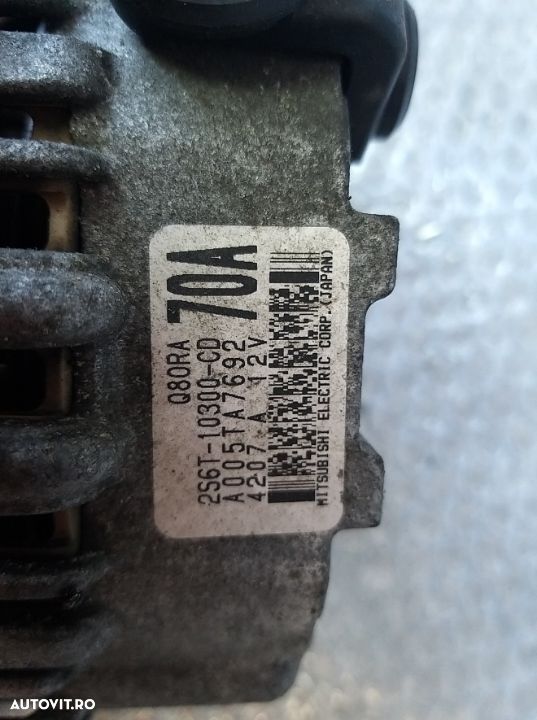 Q80RA 70A
2S6T-10300-CD
A005TA7692
4207 A 12V
MITSUBISHI ELECTRIC CORP.(JAPAN)
AUTOVIT.RO